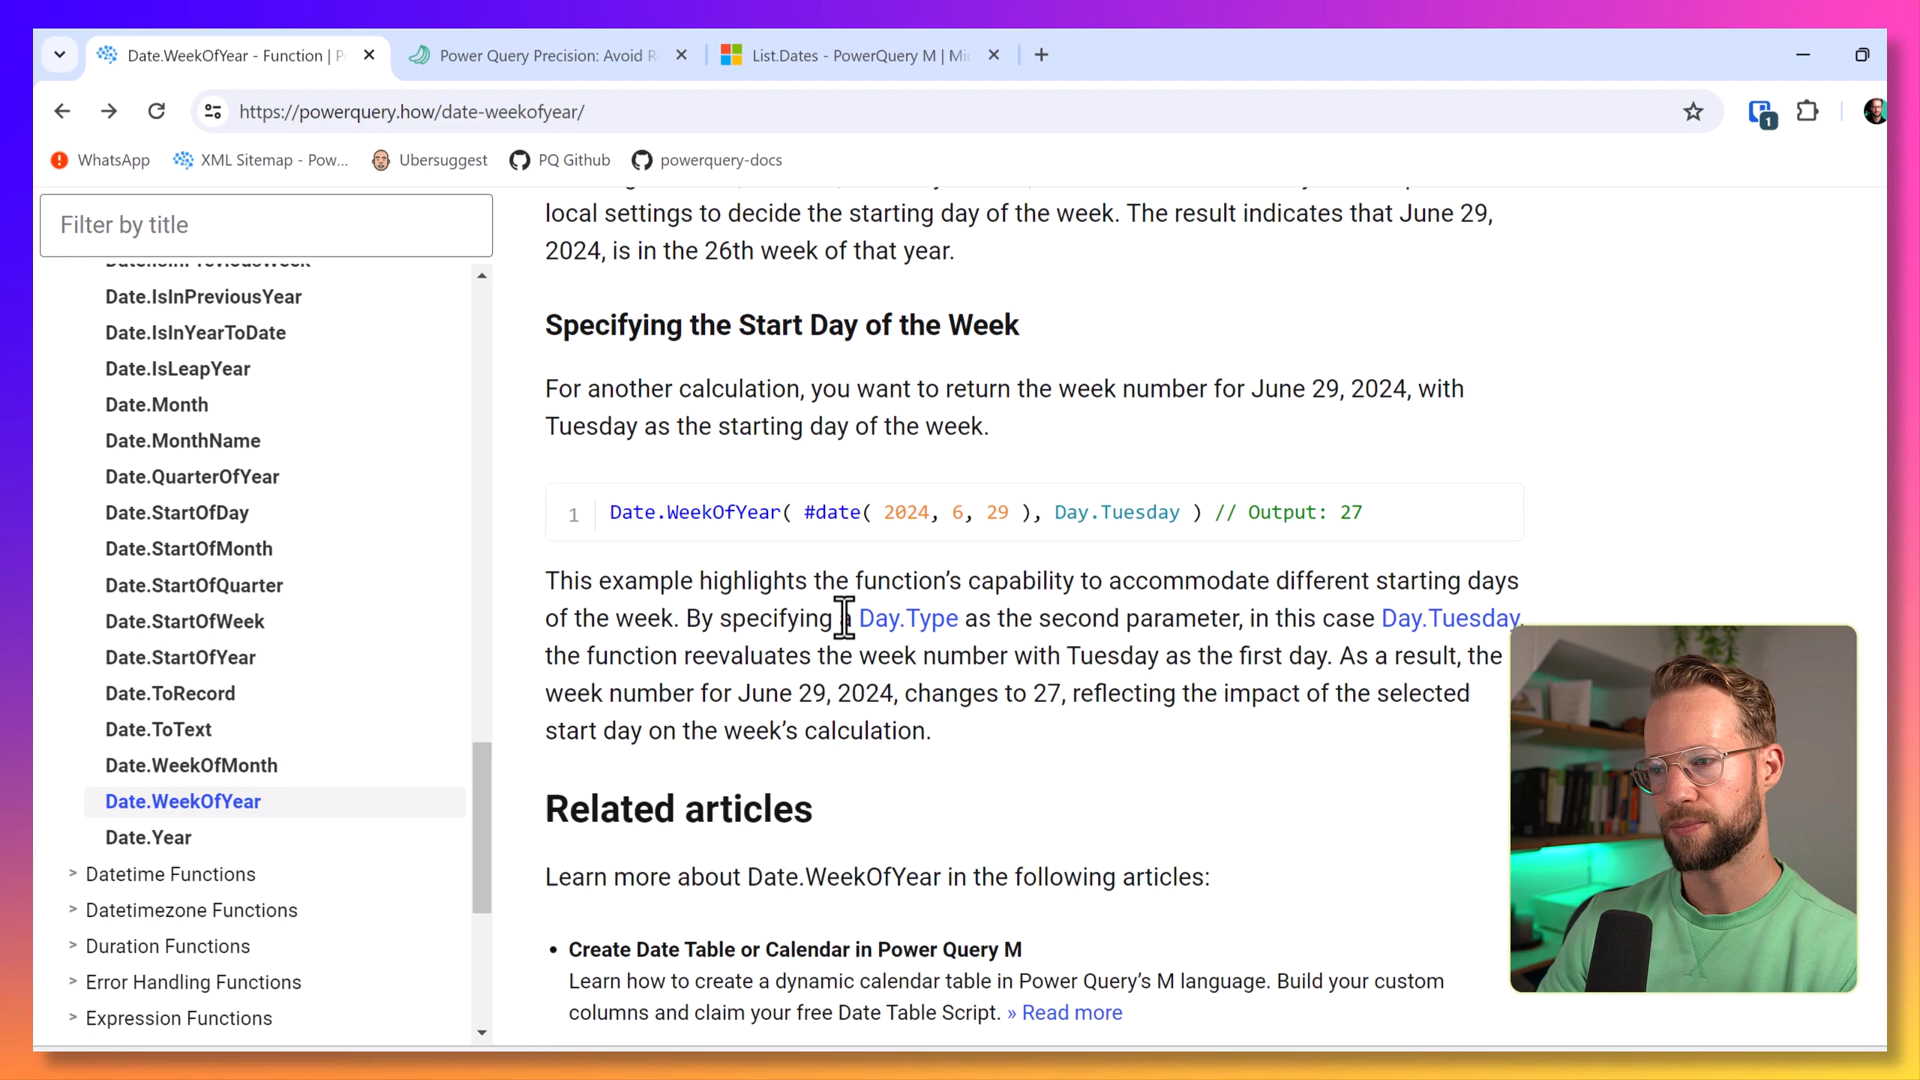 Date.WeekOfYear - Function | P
Power Query Precision: Avoid R
List.Dates - PowerQuery M | Mi
https://powerquery.how/date-weekofyear/
1
WhatsApp
XML Sitemap - Pow...
Ubersuggest
PQ Github
powerquery-docs
Filter by title
Date.IsInPreviousWeek
Date.IsInPreviousYear
Date.IsInYearToDate
Date.IsLeapYear
Date.Month
Date.MonthName
Date.QuarterOfYear
Date.StartOfDay
Date.StartOfMonth
Date.StartOfQuarter
Date.StartOfWeek
Date.StartOfYear
Date.ToRecord
Date.ToText
Date.WeekOfMonth
Date.WeekOfYear
Date.Year
> Datetime Functions
> Datetimezone Functions
> Duration Functions
> Error Handling Functions
> Expression Functions
local settings to decide the starting day of the week. The result indicates that June 29,
2024, is in the 26th week of that year.
Specifying the Start Day of the Week
For another calculation, you want to return the week number for June 29, 2024, with
Tuesday as the starting day of the week.
1 Date.WeekOfYear( #date( 2024, 6, 29 ), Day.Tuesday ) // Output: 27
This example highlights the function's capability to accommodate different starting days
of the week. By specifying a Day.Type as the second parameter, in this case Day.Tuesday,
the function reevaluates the week number with Tuesday as the first day. As a result, the
week number for June 29, 2024, changes to 27, reflecting the impact of the selected
start day on the week's calculation.
Related articles
Learn more about Date.WeekOfYear in the following articles:
• Create Date Table or Calendar in Power Query M
Learn how to create a dynamic calendar table in Power Query's M language. Build your custom
columns and claim your free Date Table Script. » Read more